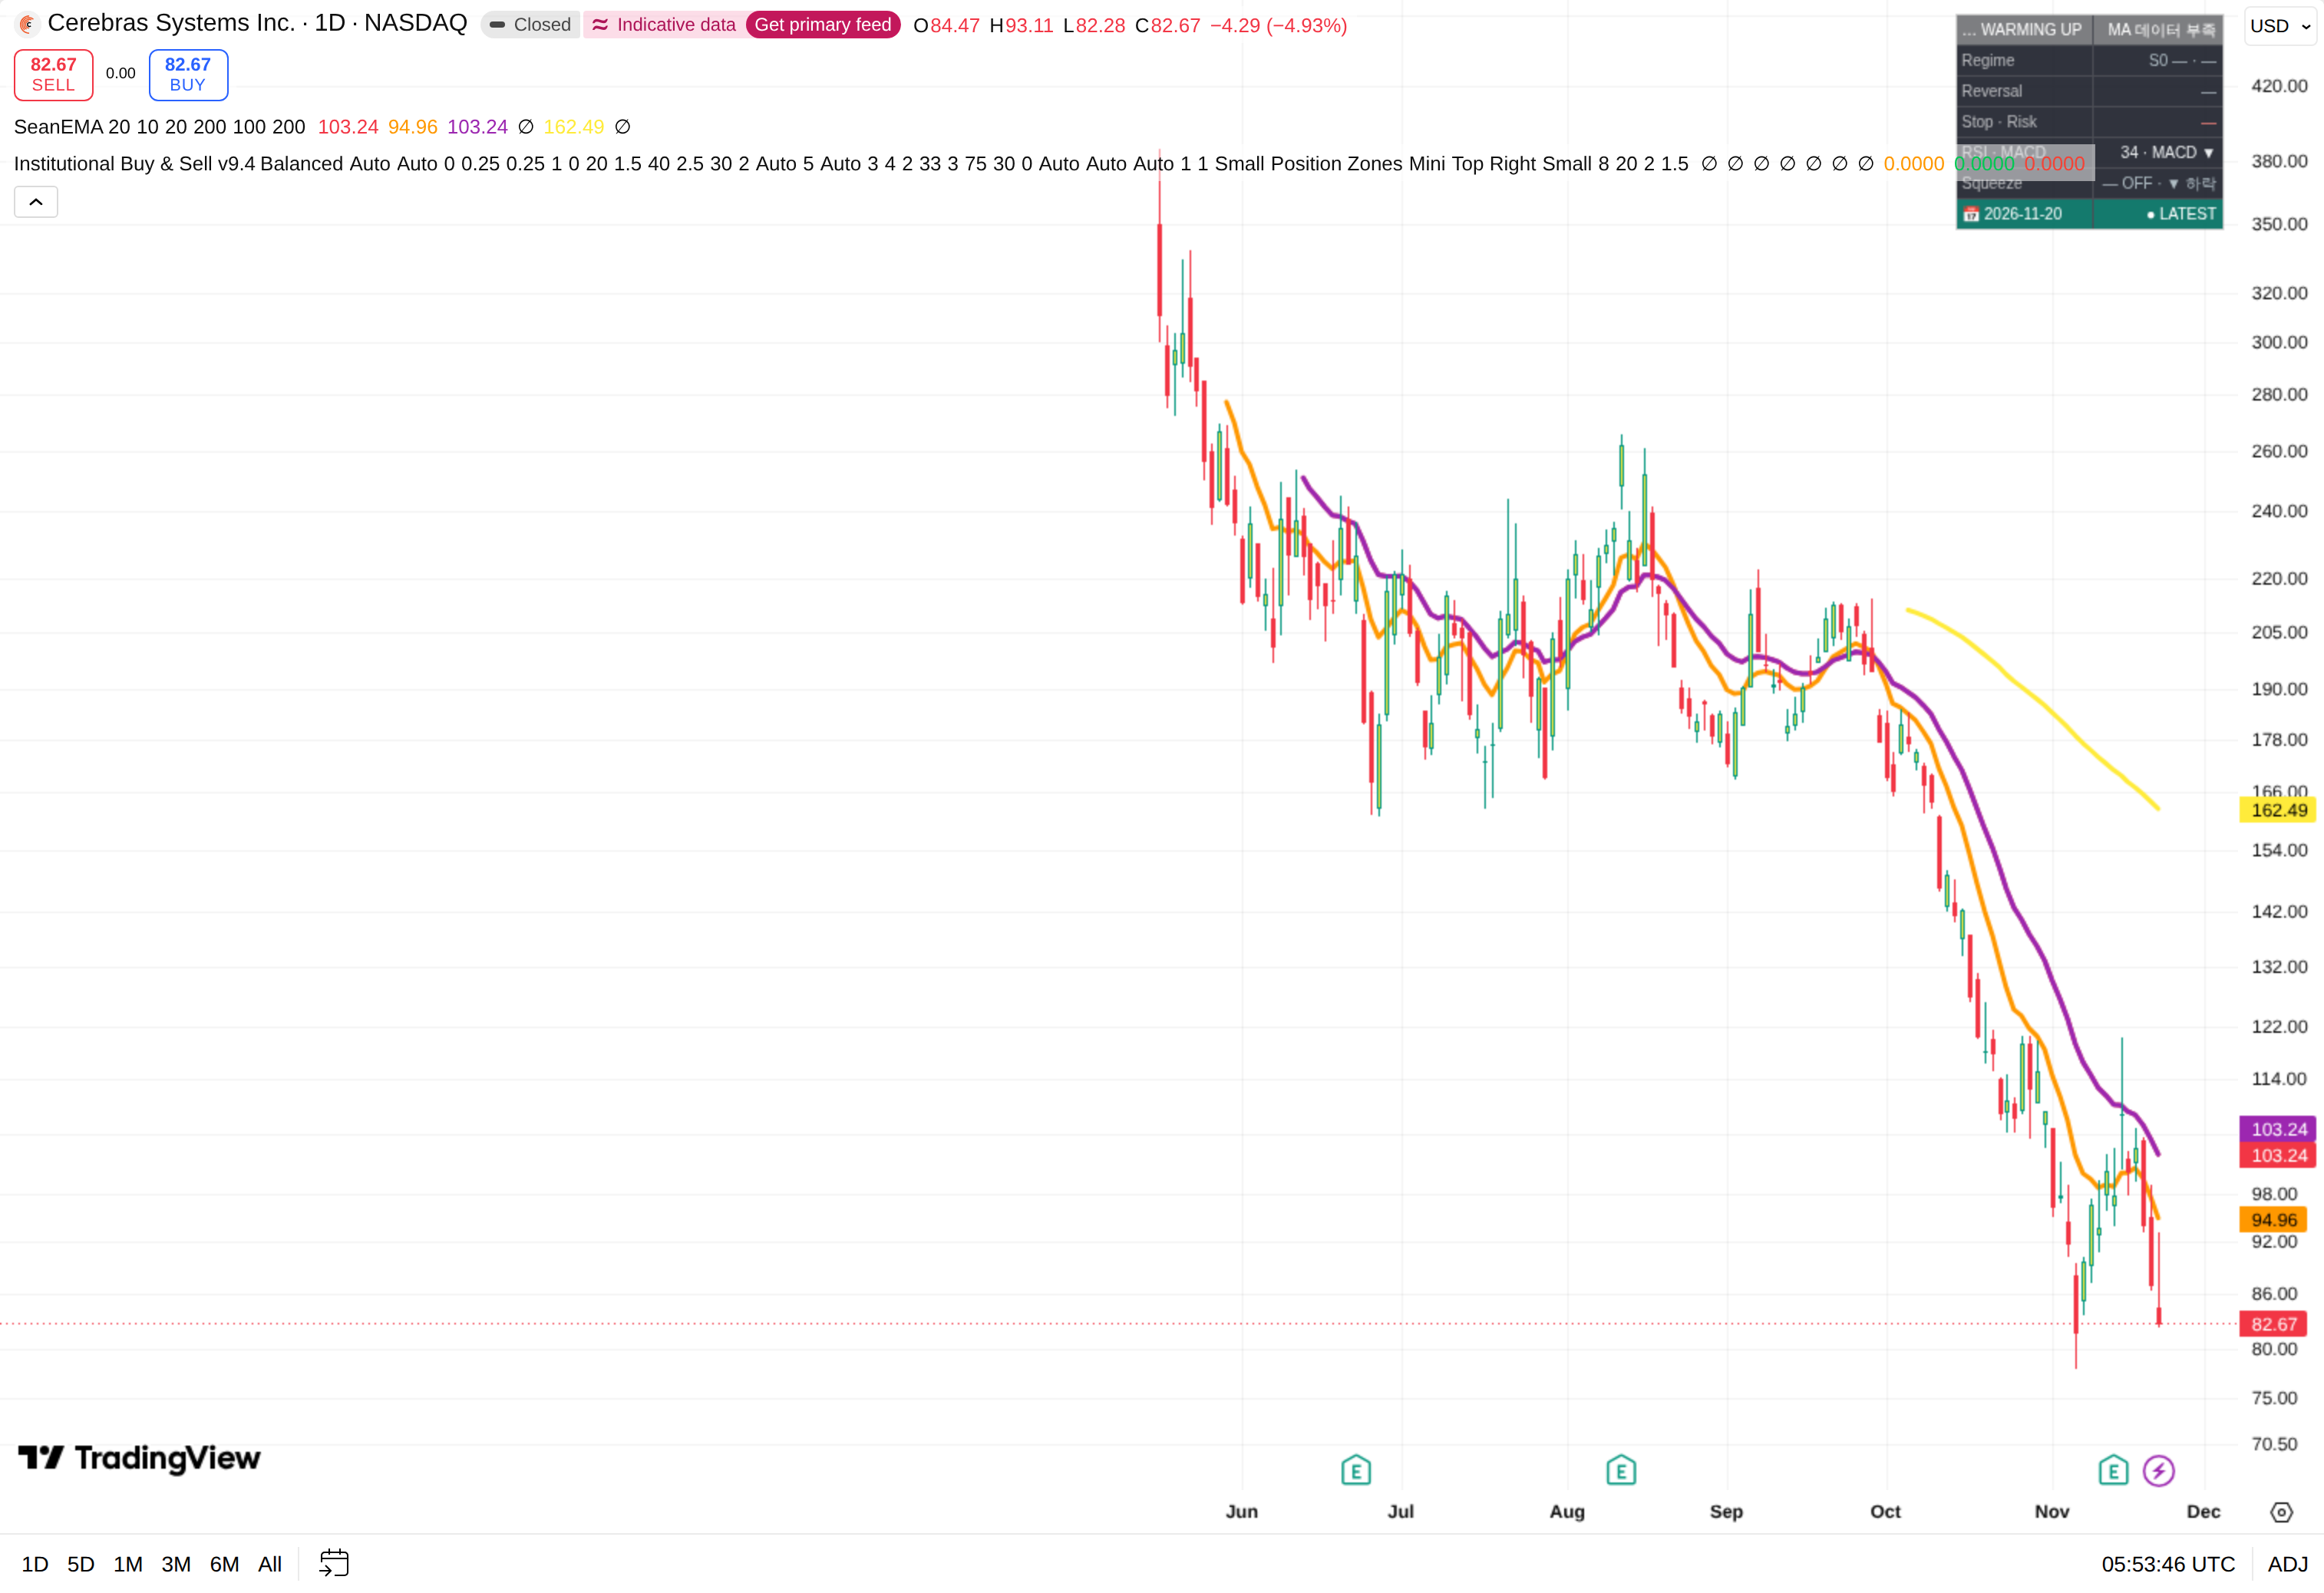 Cerebras Systems Inc. · 1D · NASDAQ Closed Indicative data Get primary feed O84.47 H93.11 L82.28 C82.67 −4.29 (−4.93%)
82.67 SELL
0.00
82.67 BUY
SeanEMA 20 10 20 200 100 200 103.24 94.96 103.24 ∅ 162.49 ∅
Institutional Buy & Sell v9.4 Balanced Auto Auto 0 0.25 0.25 1 0 20 1.5 40 2.5 30 2 Auto 5 Auto 3 4 2 33 3 75 30 0 Auto Auto Auto 1 1 Small Position Zones Mini Top Right Small 8 20 2 1.5 ∅ ∅ ∅ ∅ ∅ ∅ ∅ 0.0000 0.0000 0.0000
... WARMING UP MA 데이터 부족
Regime S0 — · —
Reversal —
Stop · Risk —
RSI · MACD 34 · MACD ▼
Squeeze — OFF · ▼ 하락
2026-11-20 ● LATEST
USD
420.00
380.00
350.00
320.00
300.00
280.00
260.00
240.00
220.00
205.00
190.00
178.00
166.00
162.49
154.00
142.00
132.00
122.00
114.00
103.24
103.24
98.00
94.96
92.00
86.00
82.67
80.00
75.00
70.50
TradingView
E E E
Jun Jul Aug Sep Oct Nov Dec
1D 5D 1M 3M 6M All
05:53:46 UTC ADJ